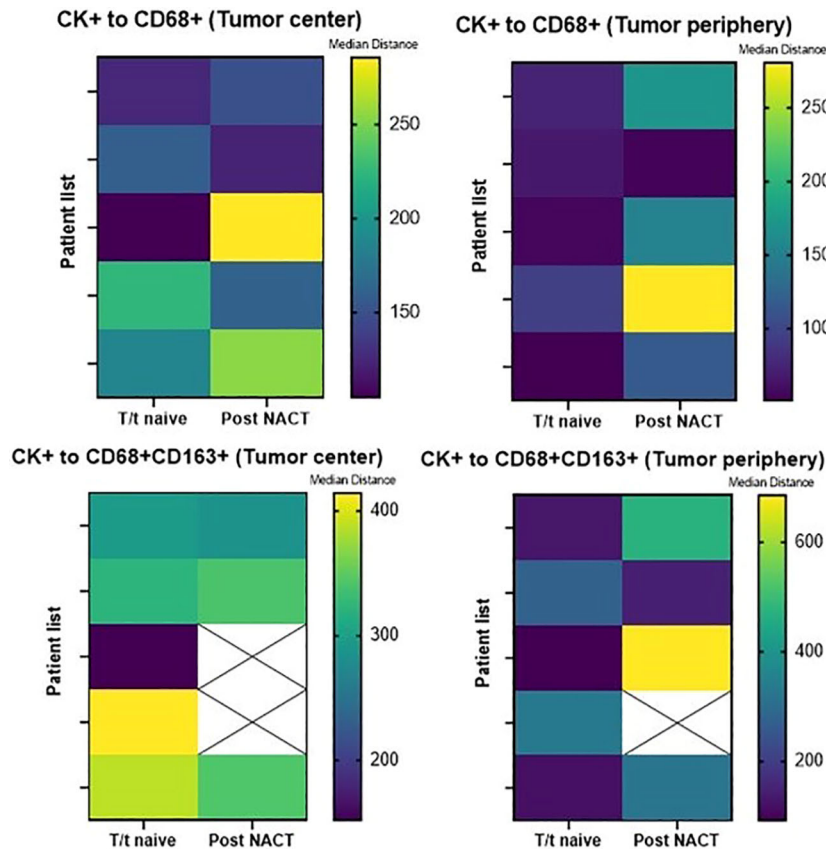 CK+ to CD68+ (Tumor center)
Median Distance
250
200
150
Patient list
T/t naive Post NACT
CK+ to CD68+ (Tumor periphery)
Median Distance
250
200
150
100
Patient list
T/t naive Post NACT
CK+ to CD68+CD163+ (Tumor center)
Median Distance
400
300
200
Patient list
T/t naive Post NACT
CK+ to CD68+CD163+ (Tumor periphery)
Median Distance
600
400
200
Patient list
T/t naive Post NACT